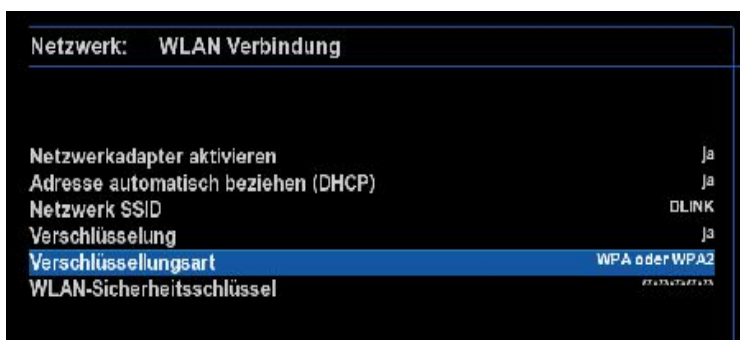 Netzwerk: WLAN Verbindung
Netzwerkadapter aktivieren Ja
Adresse automatisch beziehen (DHCP) Ja
Netzwerk SSID DLINK
Verschlüsselung Ja
Verschlüssellungsart WPA oder WPA2
WLAN-Sicherheitsschlüssel